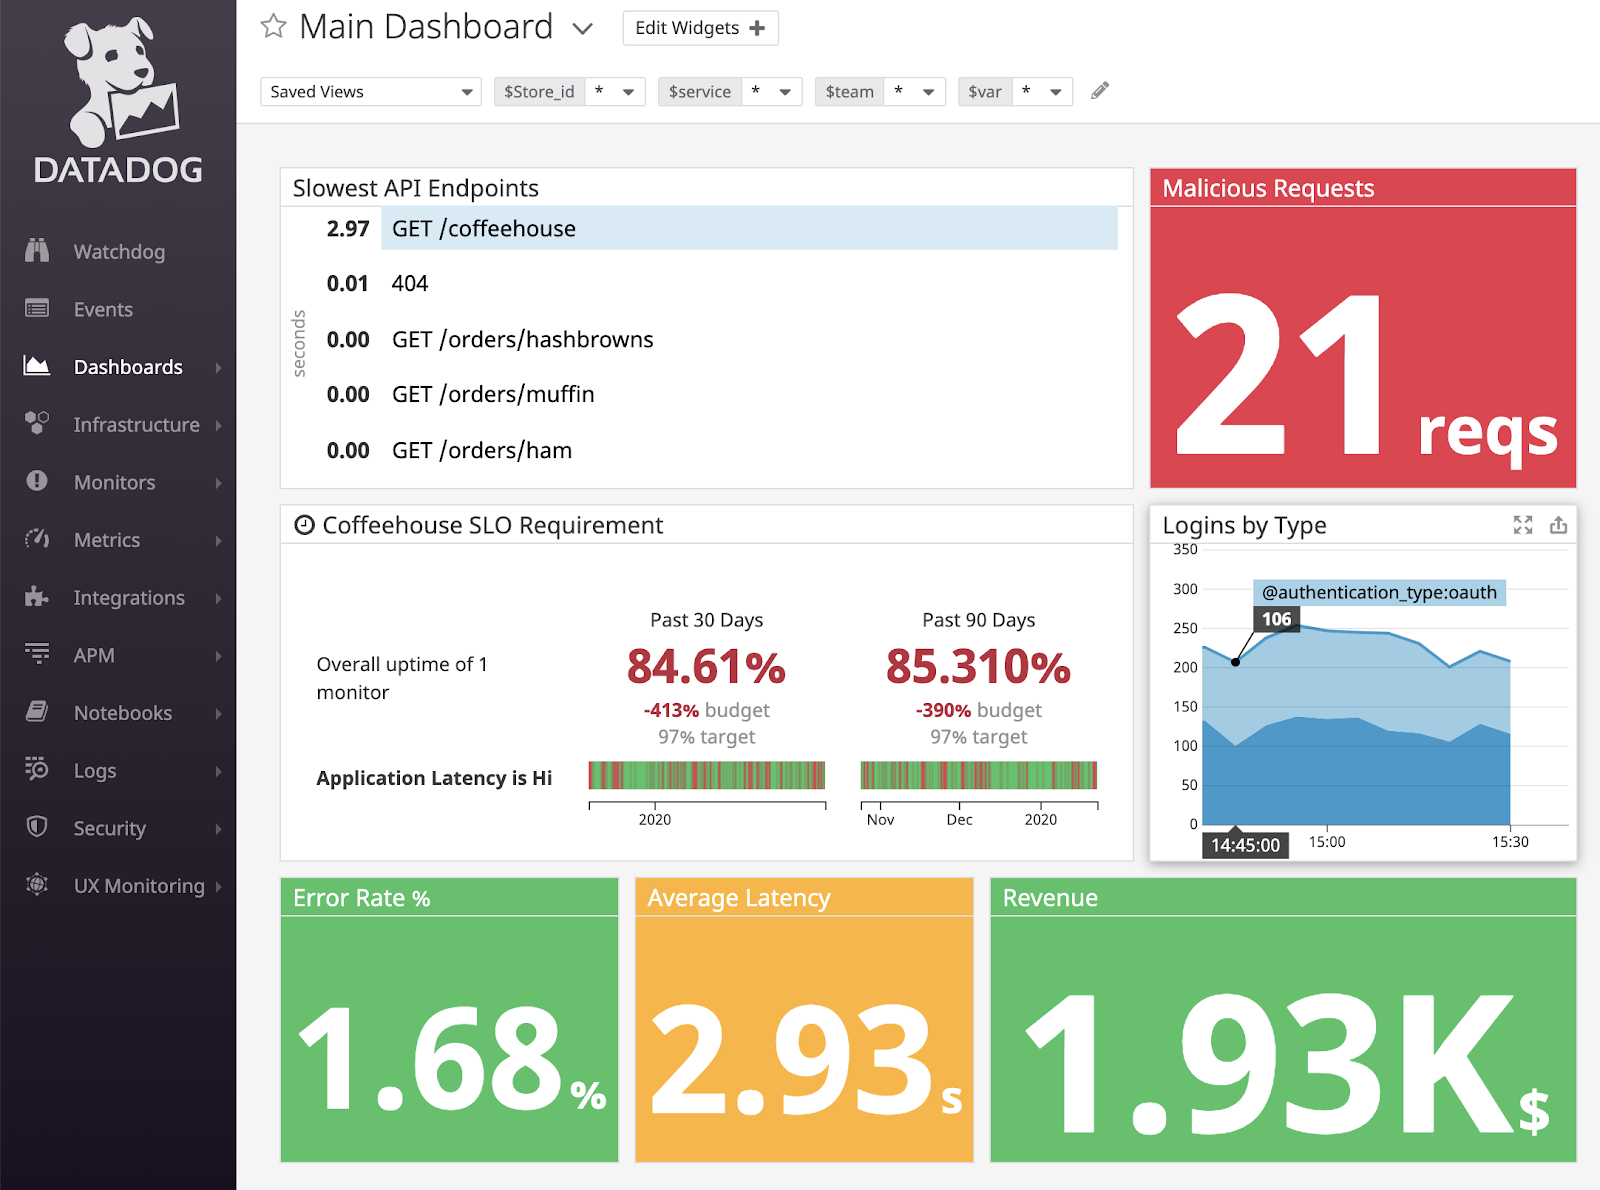 DATADOG
Watchdog
Events
Dashboards
Infrastructure
Monitors
Metrics
Integrations
APM
Notebooks
Logs
Security
UX Monitoring
Main Dashboard
Edit Widgets +
Saved Views
$Store_id *
$service *
$team *
$var *
Slowest API Endpoints
seconds
2.97 GET /coffeehouse
0.01 404
0.00 GET /orders/hashbrowns
0.00 GET /orders/muffin
0.00 GET /orders/ham
Malicious Requests
21 reqs
Coffeehouse SLO Requirement
Past 30 Days
Past 90 Days
Overall uptime of 1
monitor
84.61%
85.310%
-413% budget
-390% budget
97% target
97% target
Application Latency is Hi
2020
Nov
Dec
2020
Logins by Type
350
300
250
200
150
100
50
0
@authentication_type:oauth
106
14:45:00
15:00
15:30
Error Rate %
1.68 %
Average Latency
2.93 s
Revenue
1.93K $